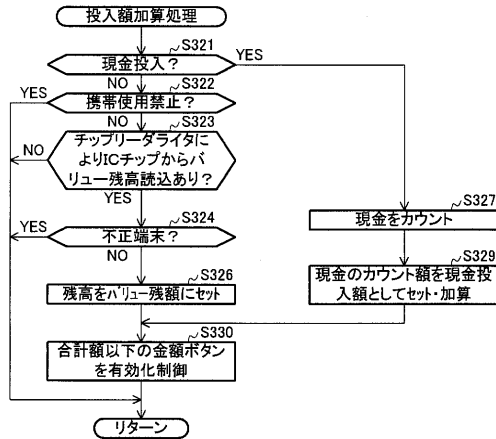 投入額加算処理
S321
現金投入?
YES
NO
S322
YES
携帯使用禁止?
NO
S323
チップリーダライタに
よりICチップからバ
リュー残高読込あり?
NO
YES
S324
YES
不正端末?
NO
S326
残高をバリュー残額にセット
S327
現金をカウント
S329
現金のカウント額を現金投
入額としてセット・加算
S330
合計額以下の金額ボタン
を有効化制御
リターン